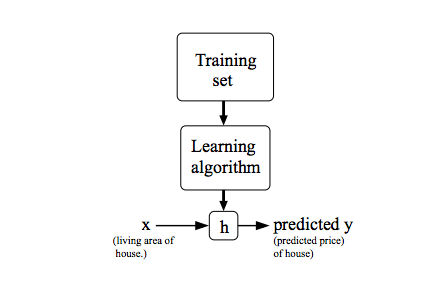 Training
set
Learning
algorithm
x
h
predicted y
(living area of
house.)
(predicted price)
of house)